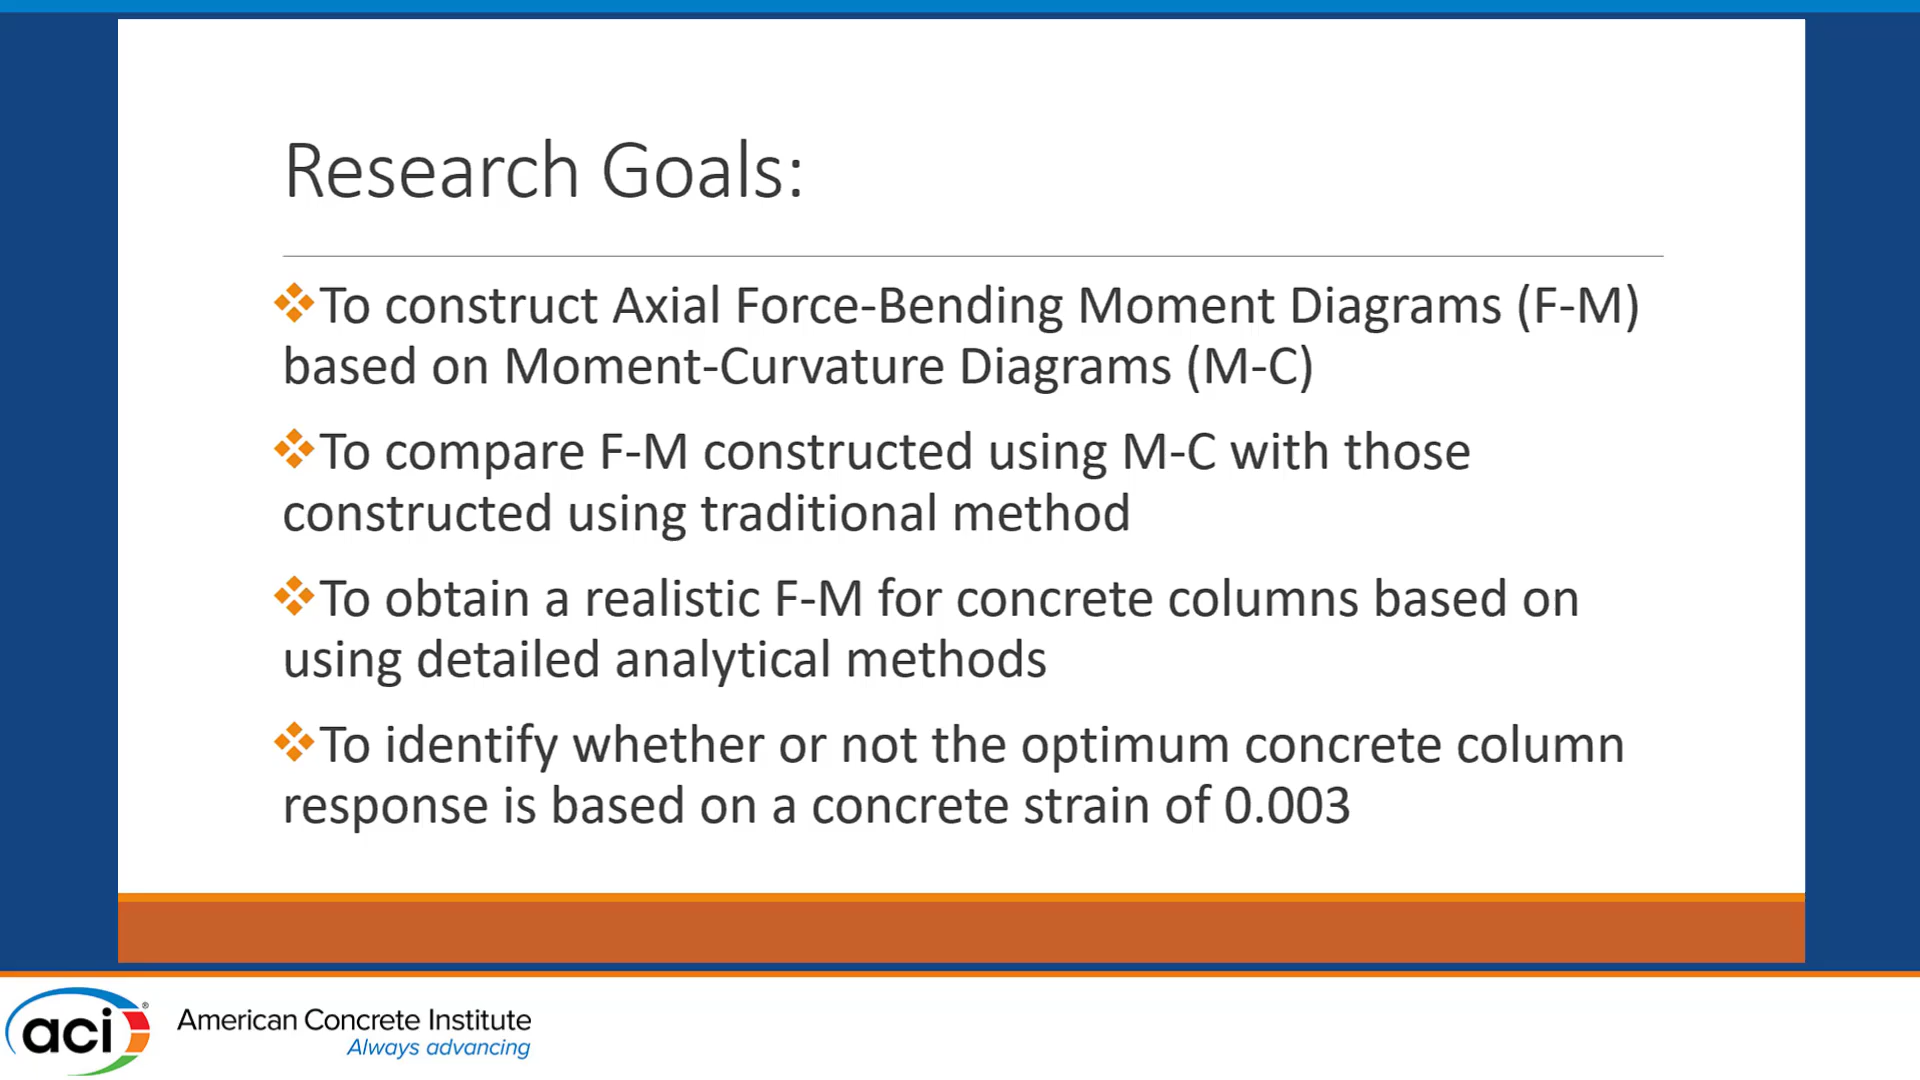 Research Goals:
❖To construct Axial Force-Bending Moment Diagrams (F-M)
based on Moment-Curvature Diagrams (M-C)
❖To compare F-M constructed using M-C with those
constructed using traditional method
❖To obtain a realistic F-M for concrete columns based on
using detailed analytical methods
❖To identify whether or not the optimum concrete column
response is based on a concrete strain of 0.003
aci®
American Concrete Institute
Always advancing